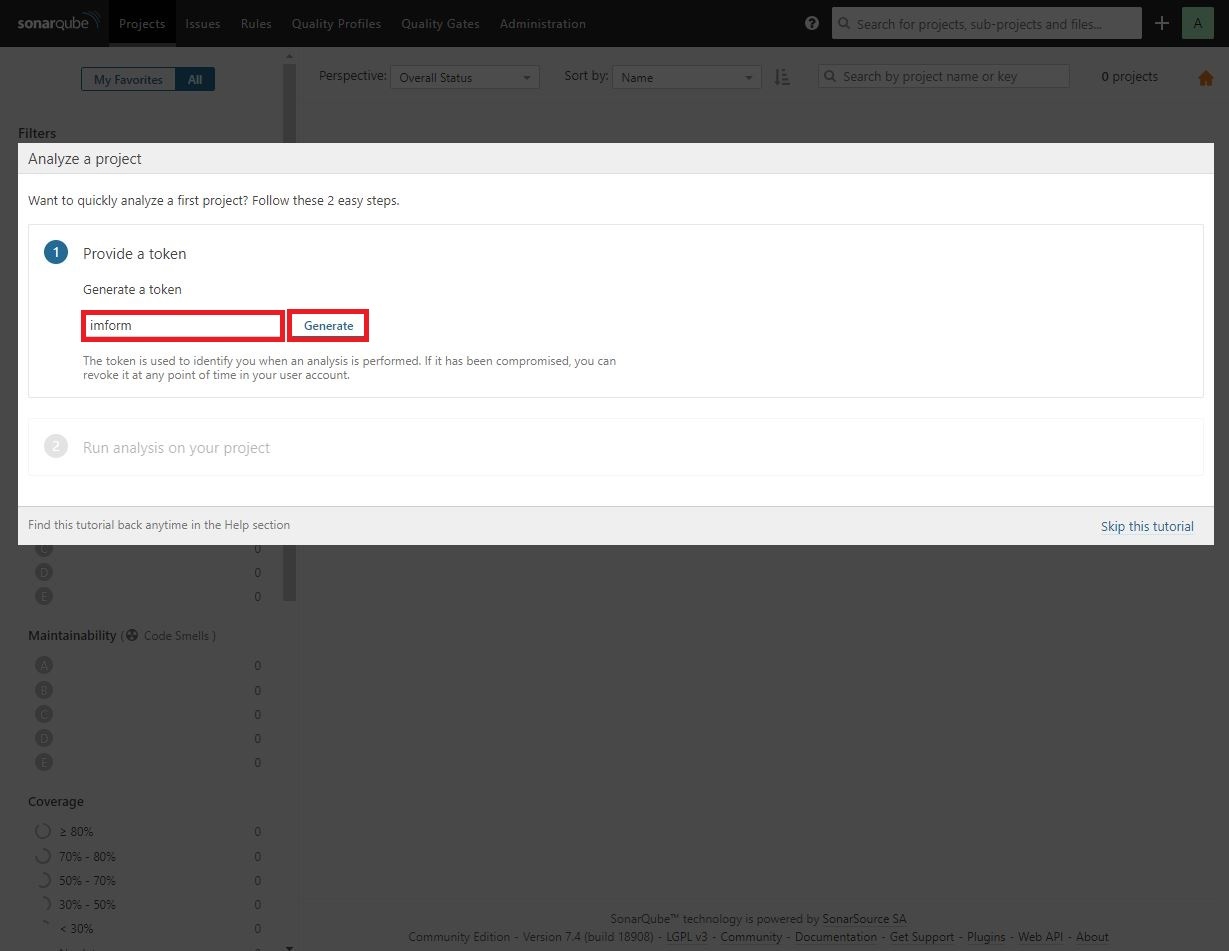 sonarqube Projects Issues Rules Quality Profiles Quality Gates Administration ? Search for projects, sub-projects and files... + A
My Favorites All Perspective: Overall Status Sort by: Name Search by project name or key 0 projects
Filters
Analyze a project
Want to quickly analyze a first project? Follow these 2 easy steps.
1 Provide a token
Generate a token
imform Generate
The token is used to identify you when an analysis is performed. If it has been compromised, you can
revoke it at any point of time in your user account.
2 Run analysis on your project
Find this tutorial back anytime in the Help section Skip this tutorial
C 0
D 0
E 0
Maintainability ( Code Smells )
A 0
B 0
C 0
D 0
E 0
Coverage
≥ 80% 0
70% - 80% 0
50% - 70% 0
30% - 50% 0
< 30% 0
SonarQube™ technology is powered by SonarSource SA
Community Edition - Version 7.4 (build 18908) - LGPL v3 - Community - Documentation - Get Support - Plugins - Web API - About